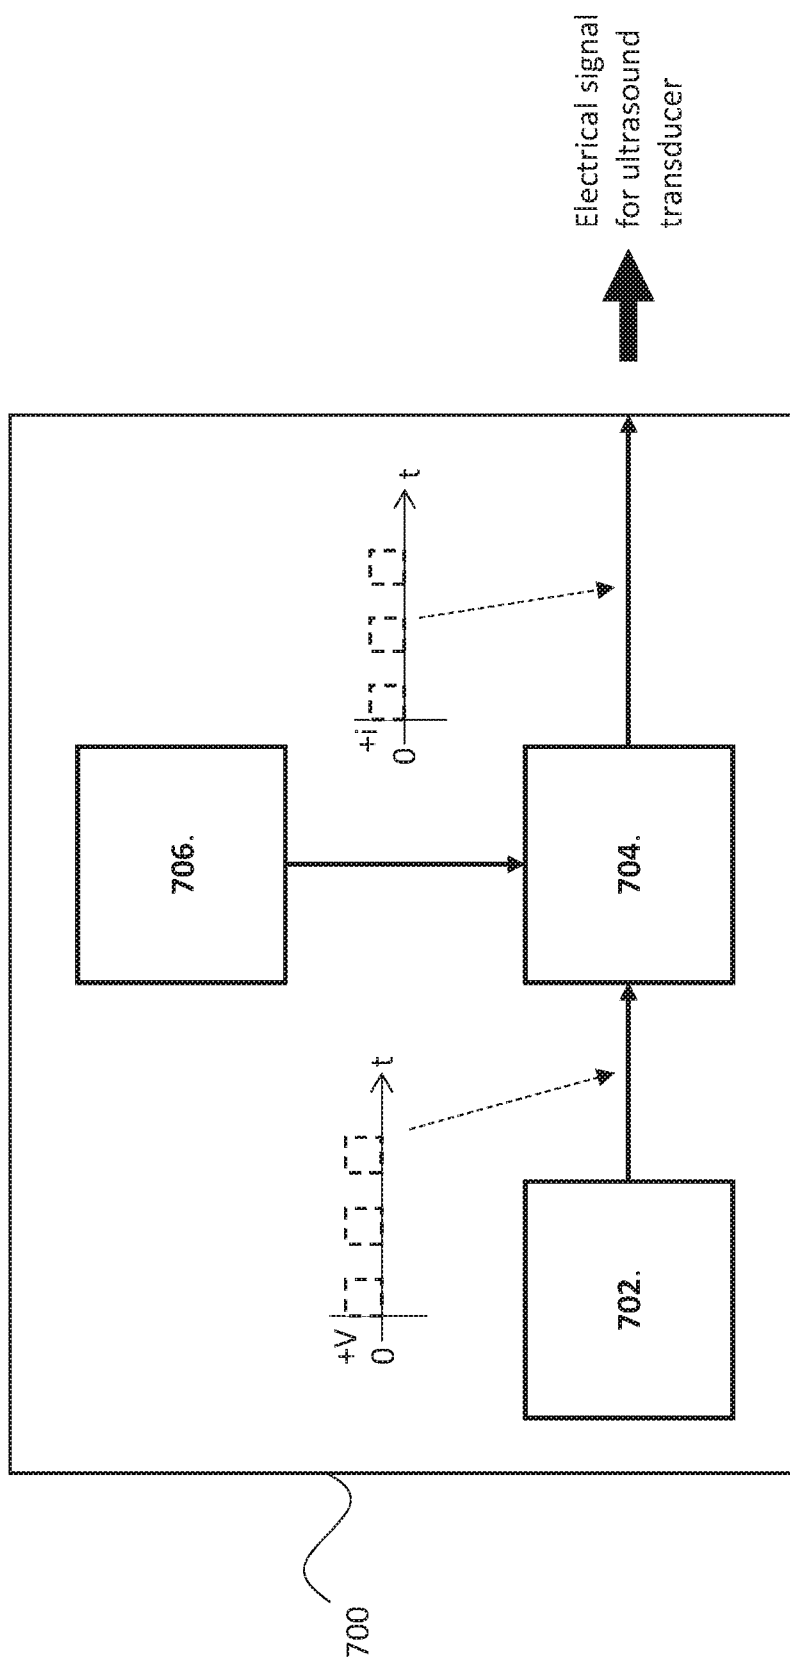 700
702.
704.
706.
+V
0
t
+i
0
t
Electrical signal
for ultrasound
transducer